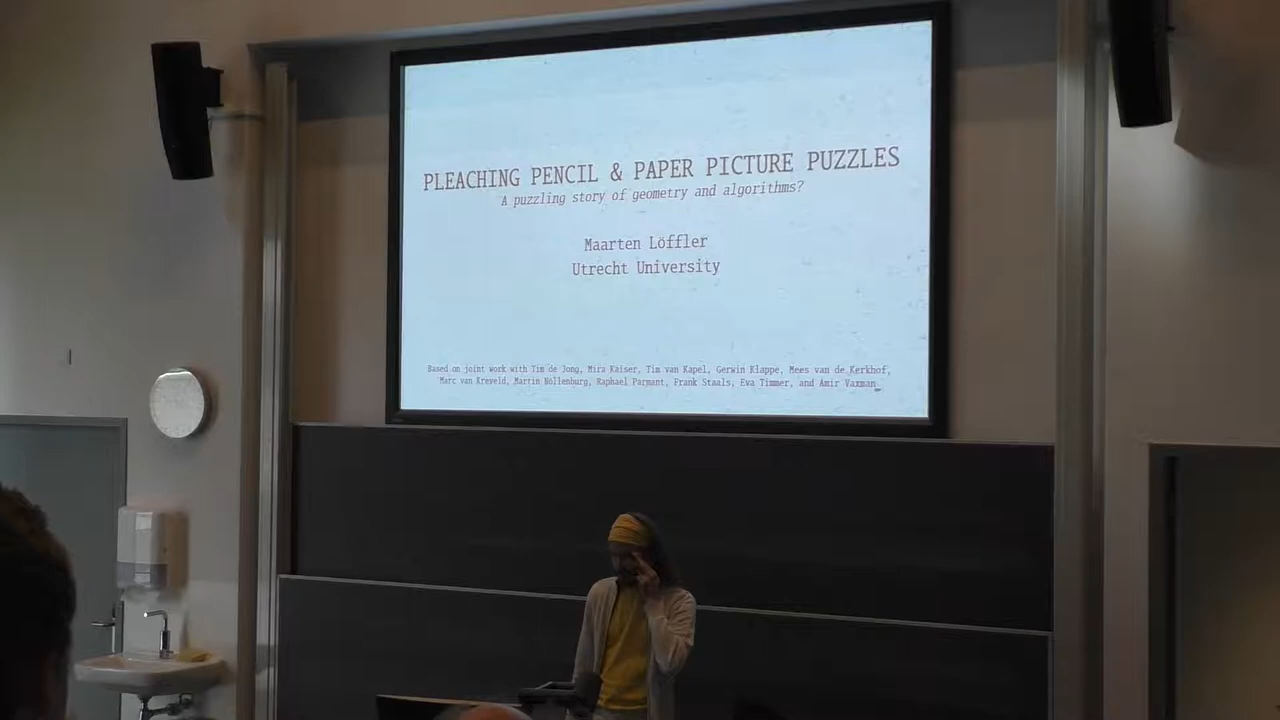 PLEACHING PENCIL & PAPER PICTURE PUZZLES
A puzzling story of geometry and algorithms?
Maarten Löffler
Utrecht University
Based on joint work with Tim de Jong, Mira Kaiser, Tim van Kapel, Gerwin Klappe, Mees van de Kerkhof,
Marc van Kreveld, Martin Nöllenburg, Raphael Parment, Frank Staals, Eva Timmer, and Amir Vaxman